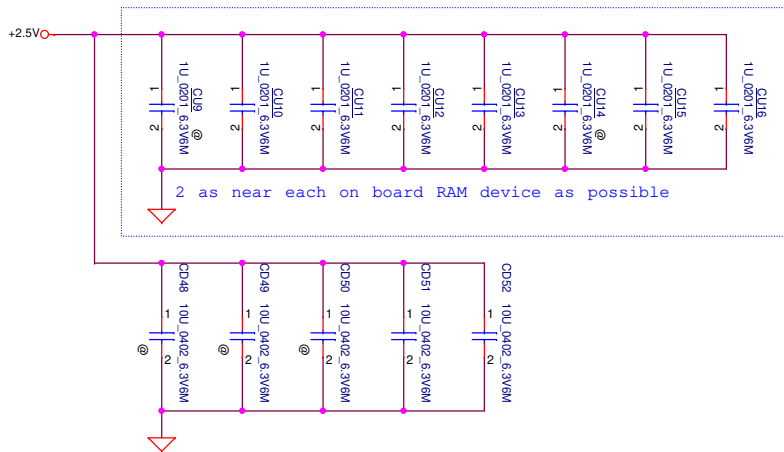 +2.5V
1 2 1U_0201_6.3V6M CU9 @
1 2 1U_0201_6.3V6M CU10
1 2 1U_0201_6.3V6M CU11
1 2 1U_0201_6.3V6M CU12
1 2 1U_0201_6.3V6M CU13
1 2 1U_0201_6.3V6M CU14 @
1 2 1U_0201_6.3V6M CU15
1 2 1U_0201_6.3V6M CU16
2 as near each on board RAM device as possible
CD48 10U_0402_6.3V6M 1 2 @
CD49 10U_0402_6.3V6M 1 2 @
CD50 10U_0402_6.3V6M 1 2 @
CD51 10U_0402_6.3V6M 1 2
CD52 10U_0402_6.3V6M 1 2